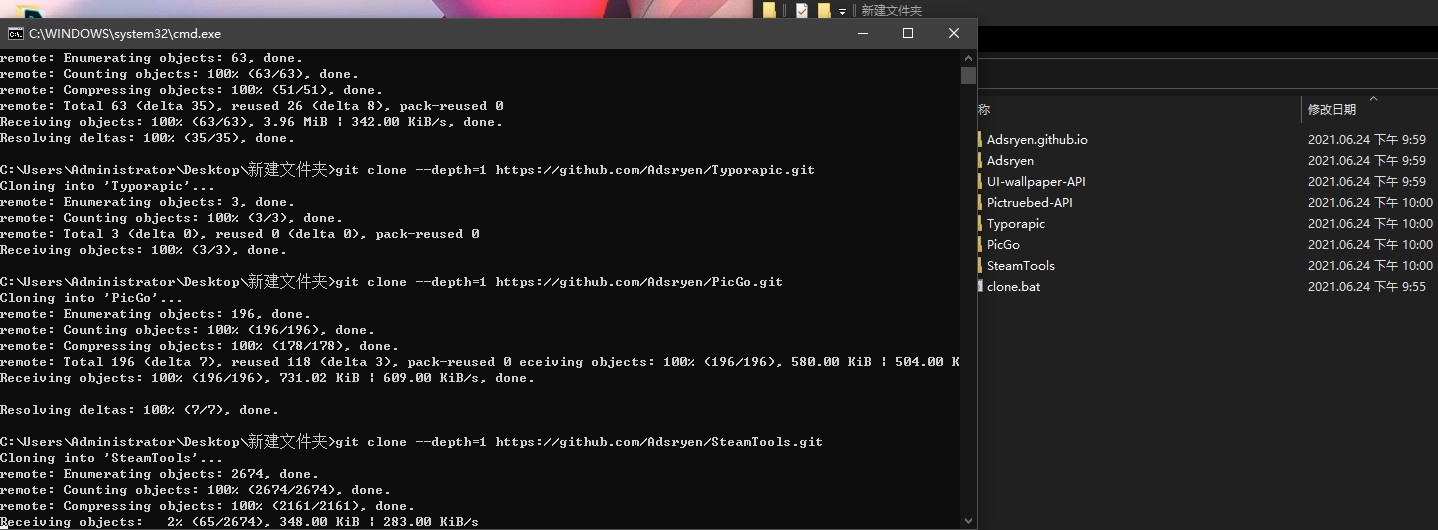 新建文件夹
C:\WINDOWS\system32\cmd.exe
remote: Enumerating objects: 63, done.
remote: Counting objects: 100% (63/63), done.
remote: Compressing objects: 100% (51/51), done.
remote: Total 63 (delta 35), reused 26 (delta 8), pack-reused 0
Receiving objects: 100% (63/63), 3.96 MiB | 342.00 KiB/s, done.
Resolving deltas: 100% (35/35), done.
C:\Users\Administrator\Desktop\新建文件夹>git clone --depth=1 https://github.com/Adsryen/Typorapic.git
Cloning into 'Typorapic'...
remote: Enumerating objects: 3, done.
remote: Counting objects: 100% (3/3), done.
remote: Total 3 (delta 0), reused 0 (delta 0), pack-reused 0
Receiving objects: 100% (3/3), done.
C:\Users\Administrator\Desktop\新建文件夹>git clone --depth=1 https://github.com/Adsryen/PicGo.git
Cloning into 'PicGo'...
remote: Enumerating objects: 196, done.
remote: Counting objects: 100% (196/196), done.
remote: Compressing objects: 100% (178/178), done.
remote: Total 196 (delta 7), reused 118 (delta 3), pack-reused 0 eceiving objects: 100% (196/196), 580.00 KiB | 504.00 K
Receiving objects: 100% (196/196), 731.02 KiB | 609.00 KiB/s, done.
Resolving deltas: 100% (7/7), done.
C:\Users\Administrator\Desktop\新建文件夹>git clone --depth=1 https://github.com/Adsryen/SteamTools.git
Cloning into 'SteamTools'...
remote: Enumerating objects: 2674, done.
remote: Counting objects: 100% (2674/2674), done.
remote: Compressing objects: 100% (2161/2161), done.
Receiving objects:   2% (65/2674), 348.00 KiB | 283.00 KiB/s
称 修改日期
Adsryen.github.io 2021.06.24 下午 9:59
Adsryen 2021.06.24 下午 9:59
UI-wallpaper-API 2021.06.24 下午 9:59
Pictruebed-API 2021.06.24 下午 10:00
Typorapic 2021.06.24 下午 10:00
PicGo 2021.06.24 下午 10:00
SteamTools 2021.06.24 下午 10:00
clone.bat 2021.06.24 下午 9:55